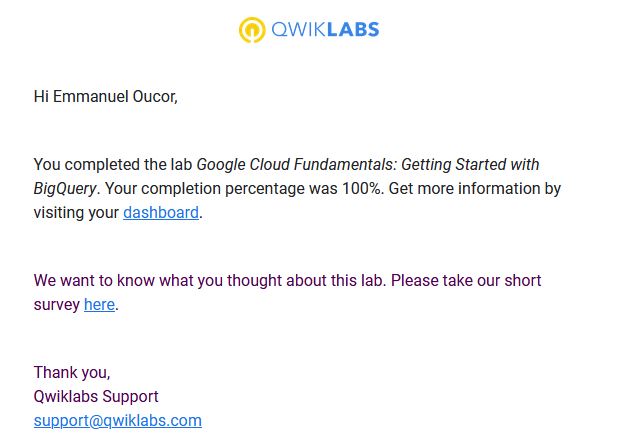 QWIKLABS
Hi Emmanuel Oucor,
You completed the lab Google Cloud Fundamentals: Getting Started with
BigQuery. Your completion percentage was 100%. Get more information by
visiting your dashboard.
We want to know what you thought about this lab. Please take our short
survey here.
Thank you,
Qwiklabs Support
support@qwiklabs.com